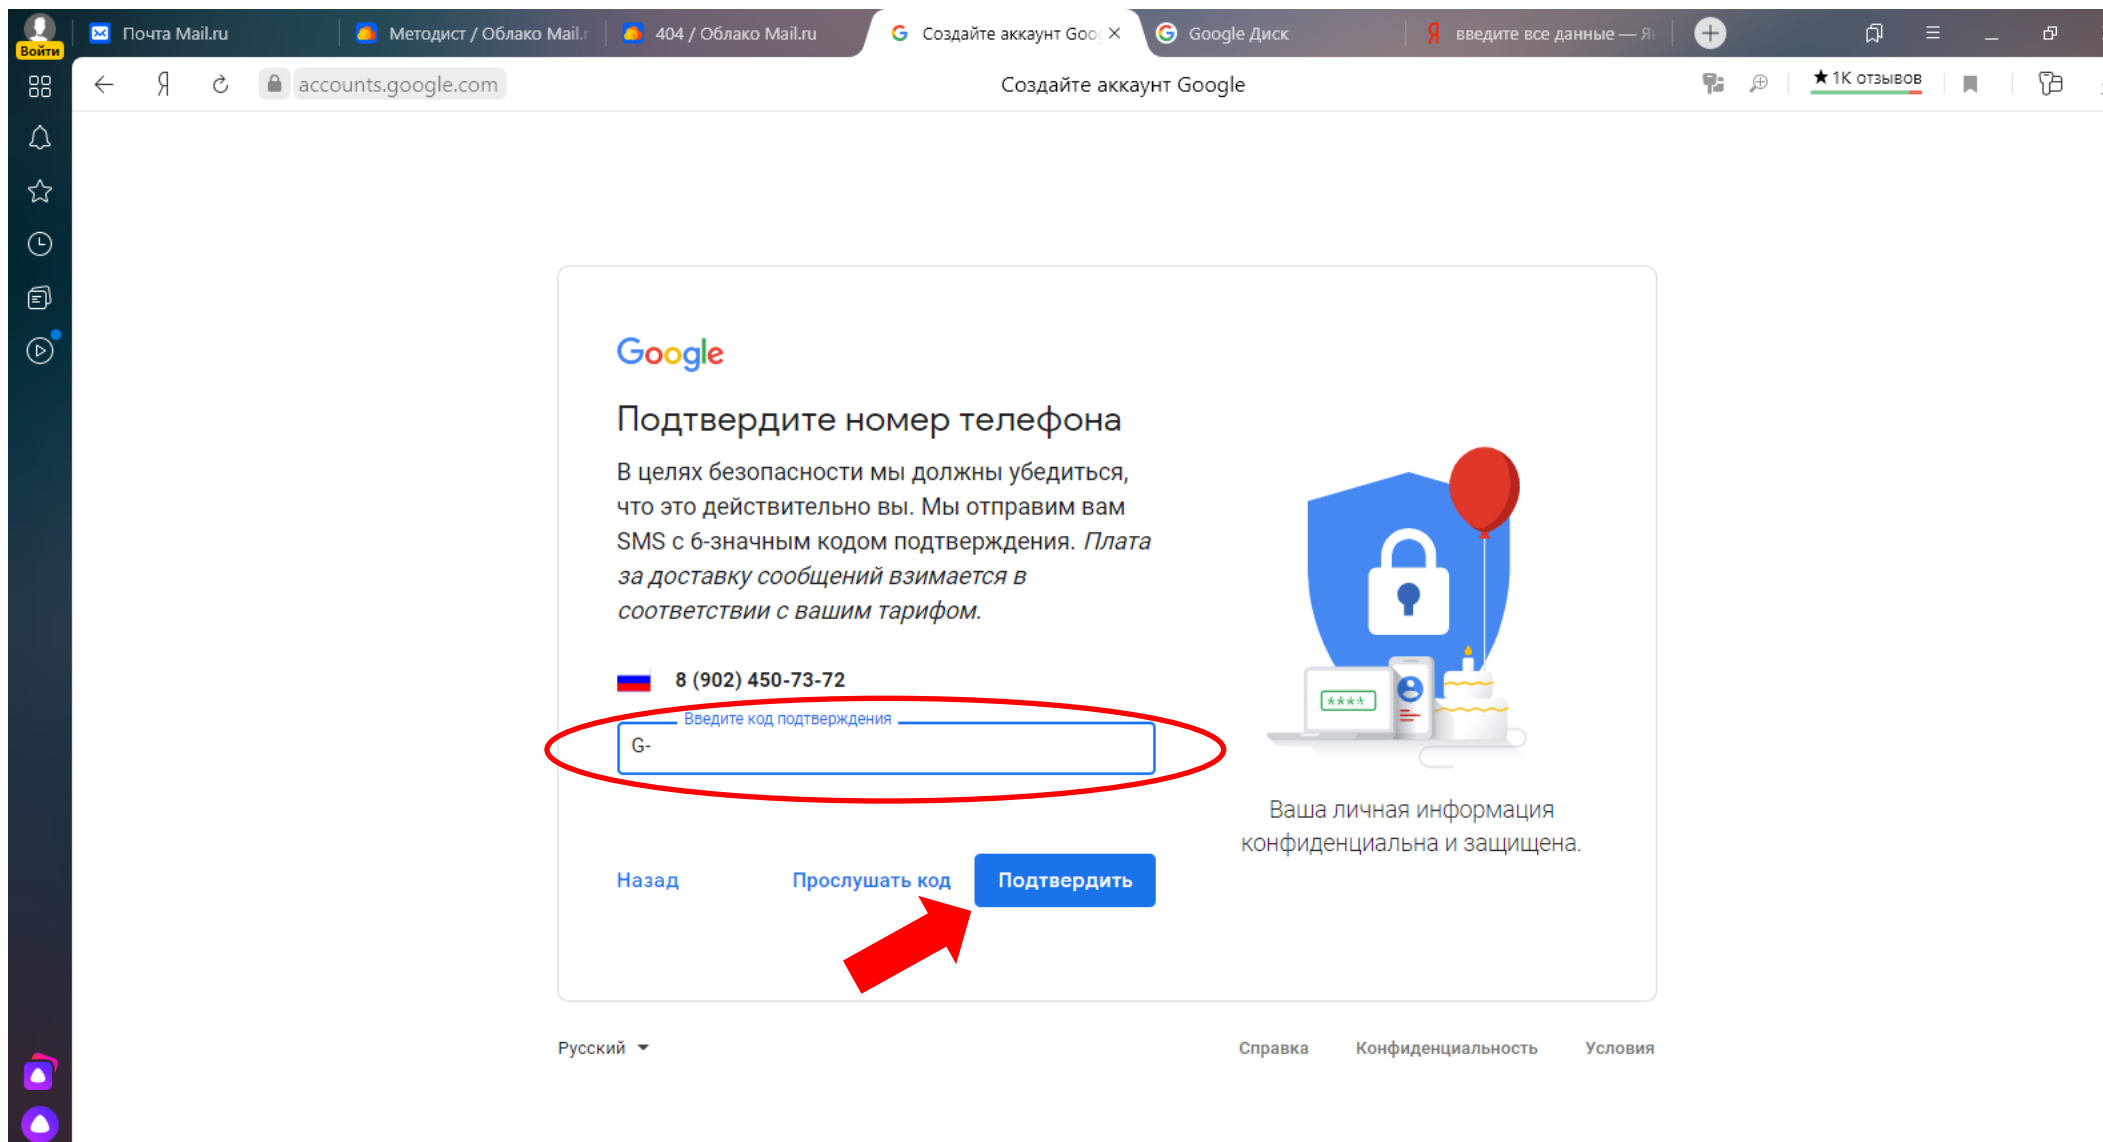 Войти
Почта Mail.ru
Методист / Облако Mail.r
404 / Облако Mail.ru
Создайте аккаунт Goog
Google Диск
Я введите все данные — Я
Я
accounts.google.com
Создайте аккаунт Google
★ 1K отзывов
Google
Подтвердите номер телефона
В целях безопасности мы должны убедиться,
что это действительно вы. Мы отправим вам
SMS с 6-значным кодом подтверждения. Плата
за доставку сообщений взимается в
соответствии с вашим тарифом.
8 (902) 450-73-72
Введите код подтверждения
G-
Назад
Прослушать код
Подтвердить
****
Ваша личная информация
конфиденциальна и защищена.
Русский
Справка
Конфиденциальность
Условия